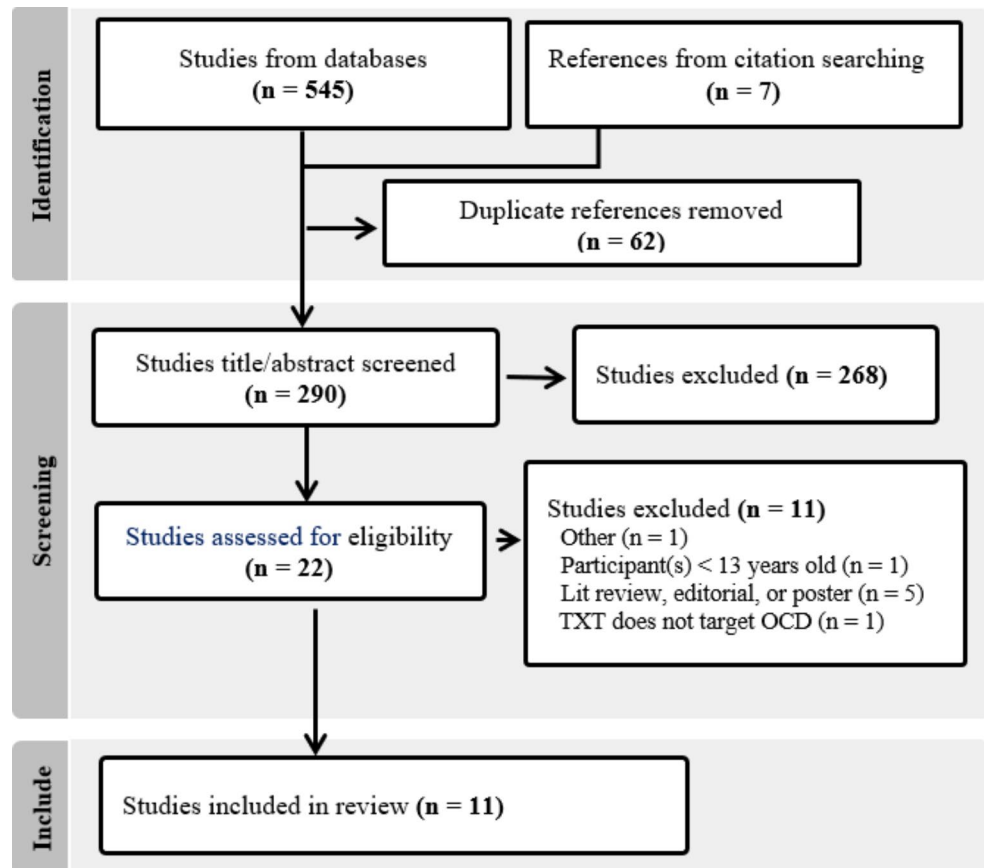 Identification
Studies from databases
(n = 545)
References from citation searching
(n = 7)
Duplicate references removed
(n = 62)
Screening
Studies title/abstract screened
(n = 290)
Studies excluded (n = 268)
Studies assessed for eligibility
(n = 22)
Studies excluded (n = 11)
Other (n = 1)
Participant(s) < 13 years old (n = 1)
Lit review, editorial, or poster (n = 5)
TXT does not target OCD (n = 1)
Include
Studies included in review (n = 11)